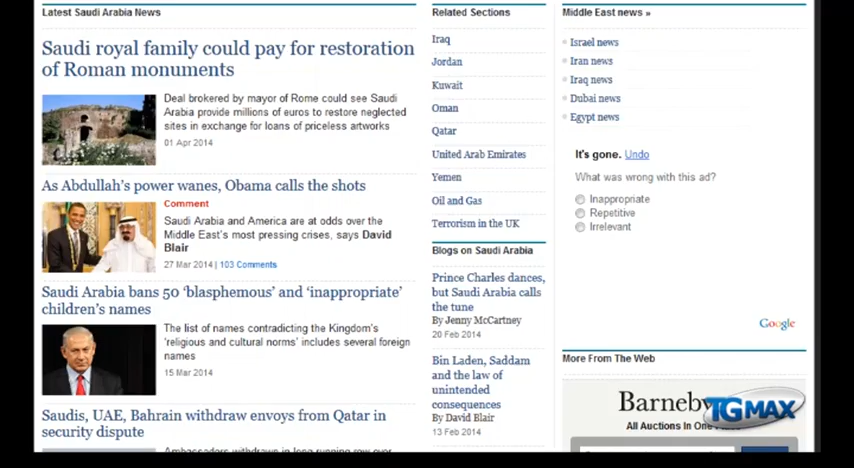 Latest Saudi Arabia News
Saudi royal family could pay for restoration
of Roman monuments
Deal brokered by mayor of Rome could see Saudi
Arabia provide millions of euros to restore neglected
sites in exchange for loans of priceless artworks
01 Apr 2014
As Abdullah's power wanes, Obama calls the shots
Comment
Saudi Arabia and America are at odds over the
Middle East's most pressing crises, says David
Blair
27 Mar 2014 | 103 Comments
Saudi Arabia bans 50 'blasphemous' and 'inappropriate'
children's names
The list of names contradicting the Kingdom's
'religious and cultural norms' includes several foreign
names
15 Mar 2014
Saudis, UAE, Bahrain withdraw envoys from Qatar in
security dispute
Ambassadors withdrawn in long running row over
Related Sections
Iraq
Jordan
Kuwait
Oman
Qatar
United Arab Emirates
Yemen
Oil and Gas
Terrorism in the UK
Blogs on Saudi Arabia
Prince Charles dances,
but Saudi Arabia calls
the tune
By Jenny McCartney
20 Feb 2014
Bin Laden, Saddam
and the law of
unintended
consequences
By David Blair
13 Feb 2014
Middle East news »
Israel news
Iran news
Iraq news
Dubai news
Egypt news
It's gone. Undo
What was wrong with this ad?
Inappropriate
Repetitive
Irrelevant
Google
More From The Web
TGMAX
All Auctions In One